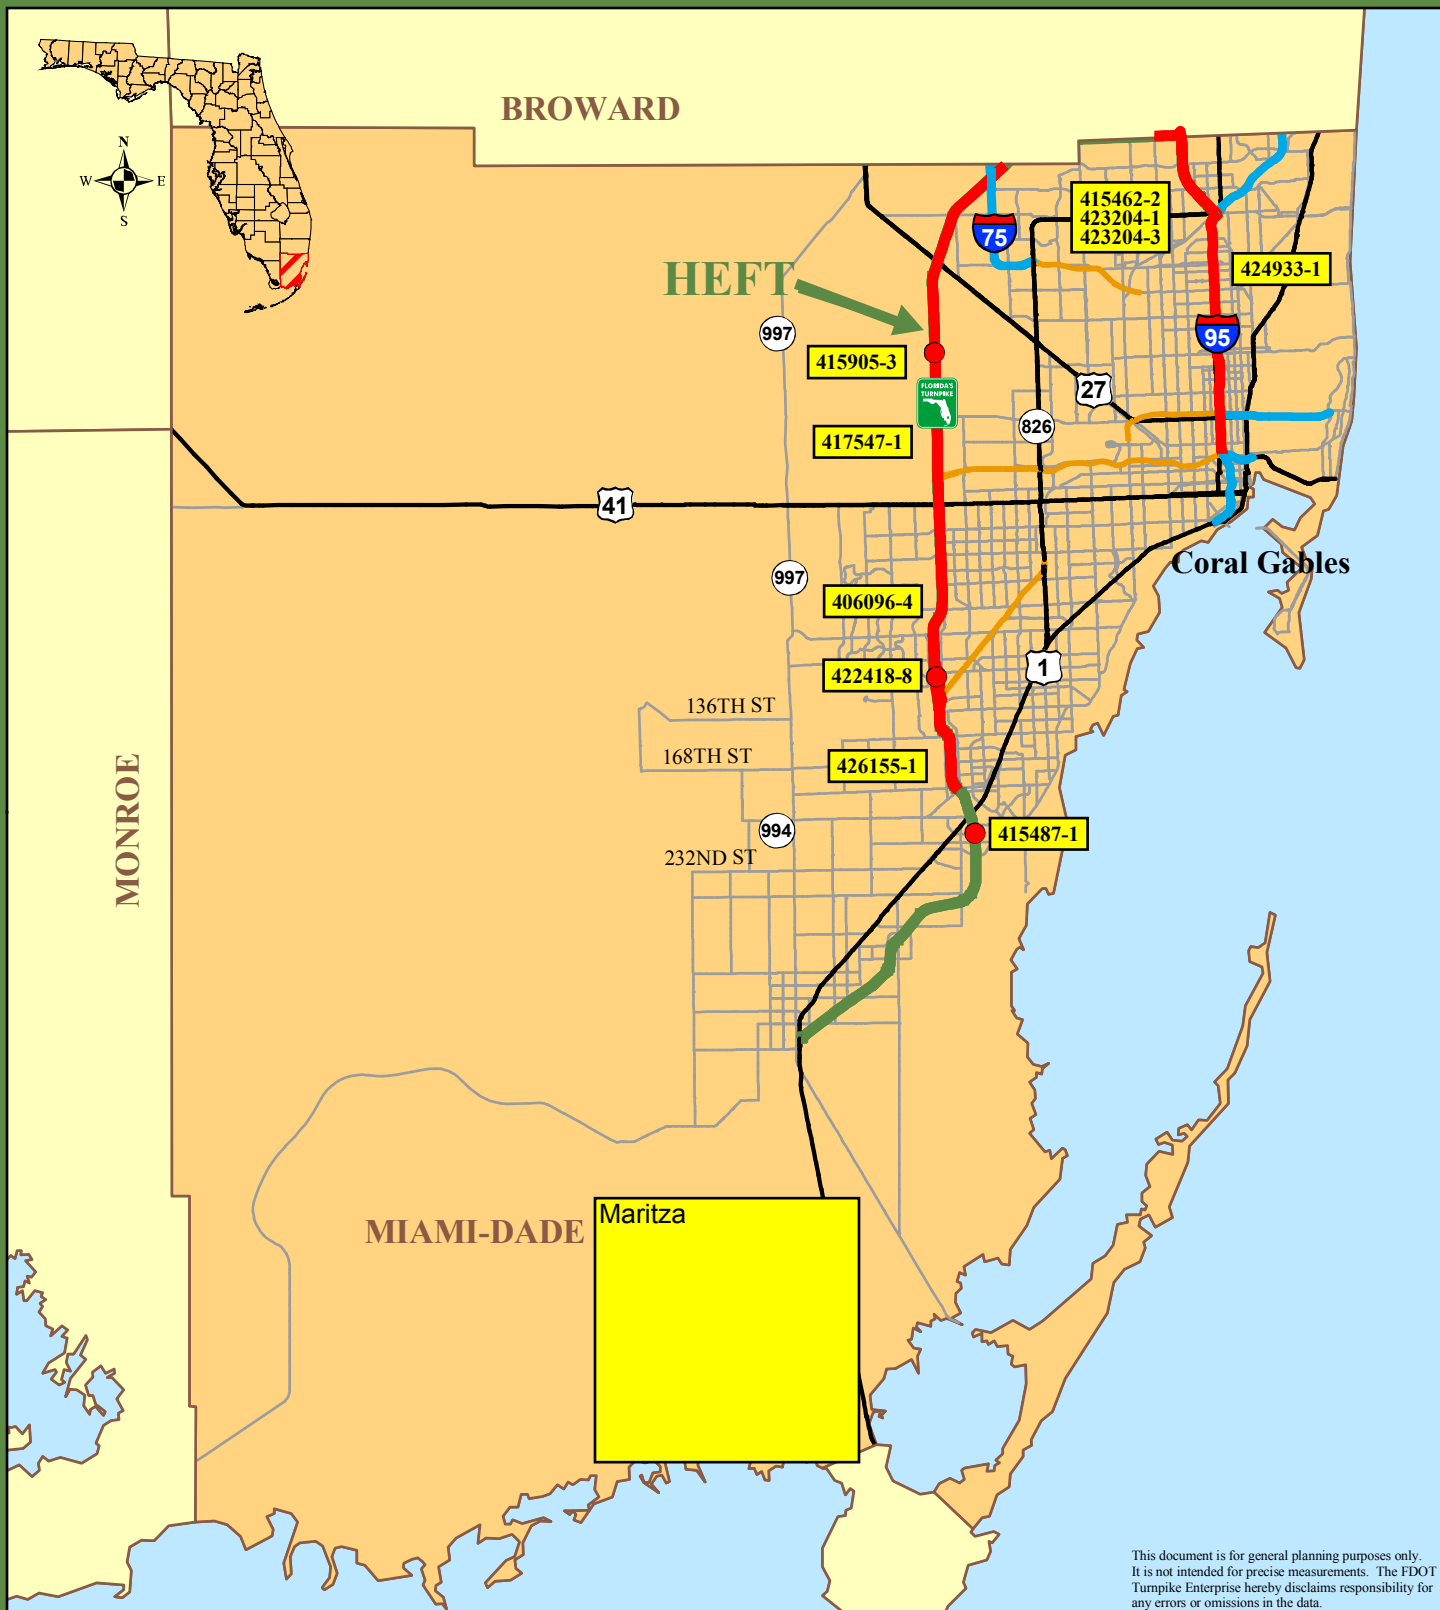 BROWARD
N
W
E
S
415462-2
423204-1
423204-3
75
424933-1
HEFT
997
95
415905-3
FLORIDA'S
TURNPIKE
27
826
417547-1
41
Coral Gables
997
406096-4
422418-8
1
136TH ST
168TH ST
426155-1
994
415487-1
232ND ST
MONROE
MIAMI-DADE
Maritza
This document is for general planning purposes only.
It is not intended for precise measurements. The FDOT
Turnpike Enterprise hereby disclaims responsibility for
any errors or omissions in the data.